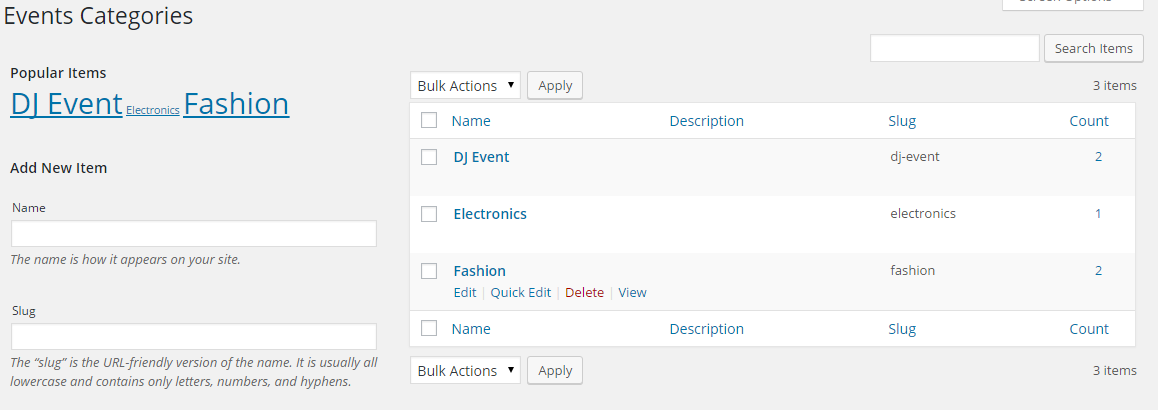 Events Categories
Screen Options
Search Items
Popular Items
DJ Event Electronics Fashion
Add New Item
Name
The name is how it appears on your site.
Slug
The “slug” is the URL-friendly version of the name. It is usually all
lowercase and contains only letters, numbers, and hyphens.
Bulk Actions Apply 3 items
Name Description Slug Count
DJ Event dj-event 2
Electronics electronics 1
Fashion fashion 2
Edit | Quick Edit | Delete | View
Name Description Slug Count
Bulk Actions Apply 3 items